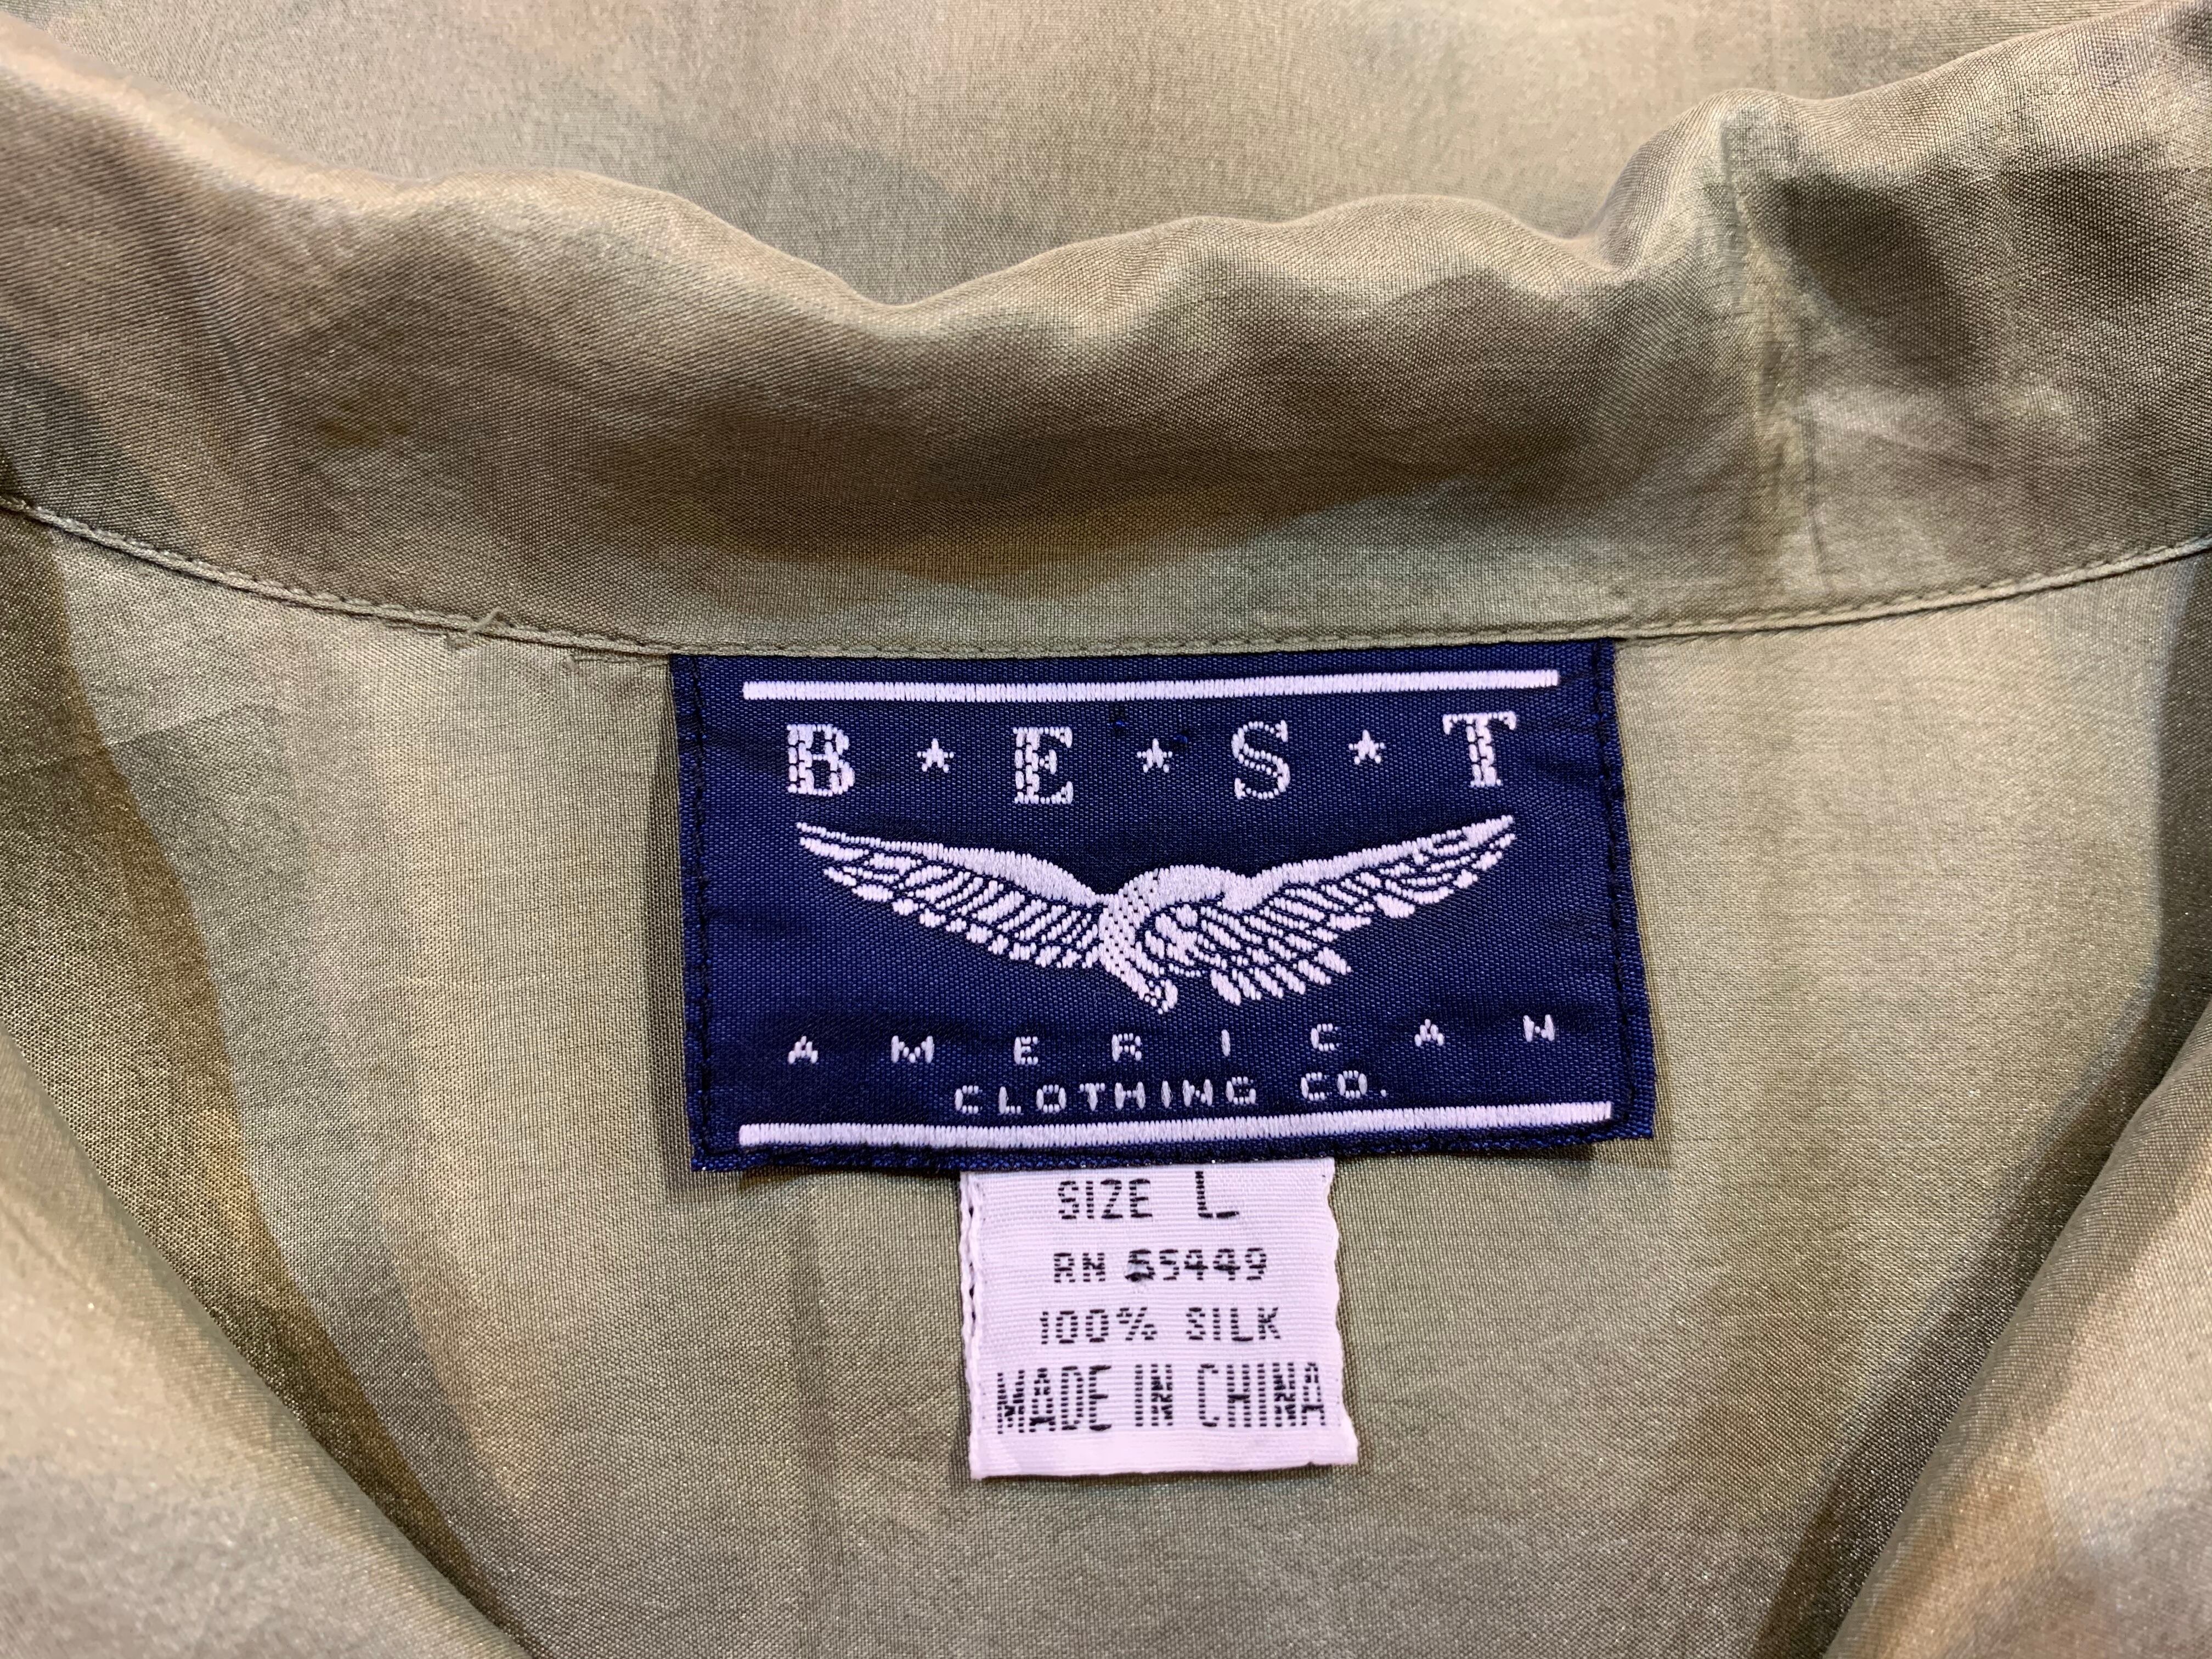 B★E★S★T
AMERICAN
CLOTHING CO.
SIZE L
RN 55449
100% SILK
MADE IN CHINA